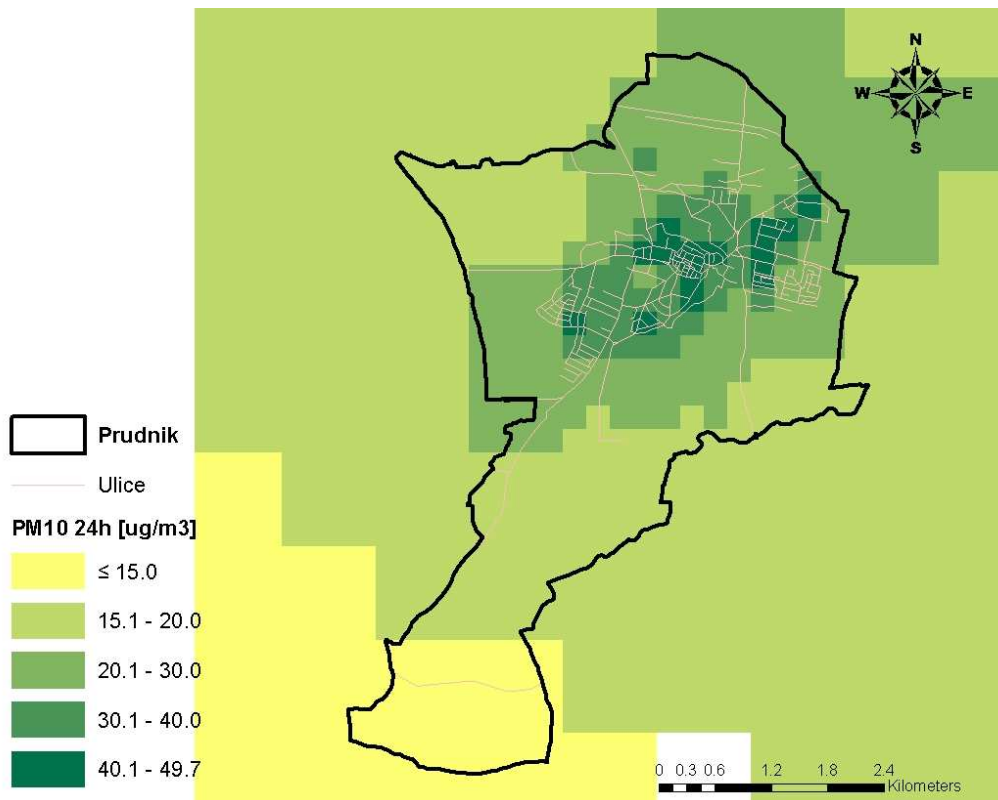 N
W E
S
Prudnik
Ulice
PM10 24h [ug/m3]
≤ 15.0
15.1 - 20.0
20.1 - 30.0
30.1 - 40.0
40.1 - 49.7
0 0.3 0.6 1.2 1.8 2.4
Kilometers